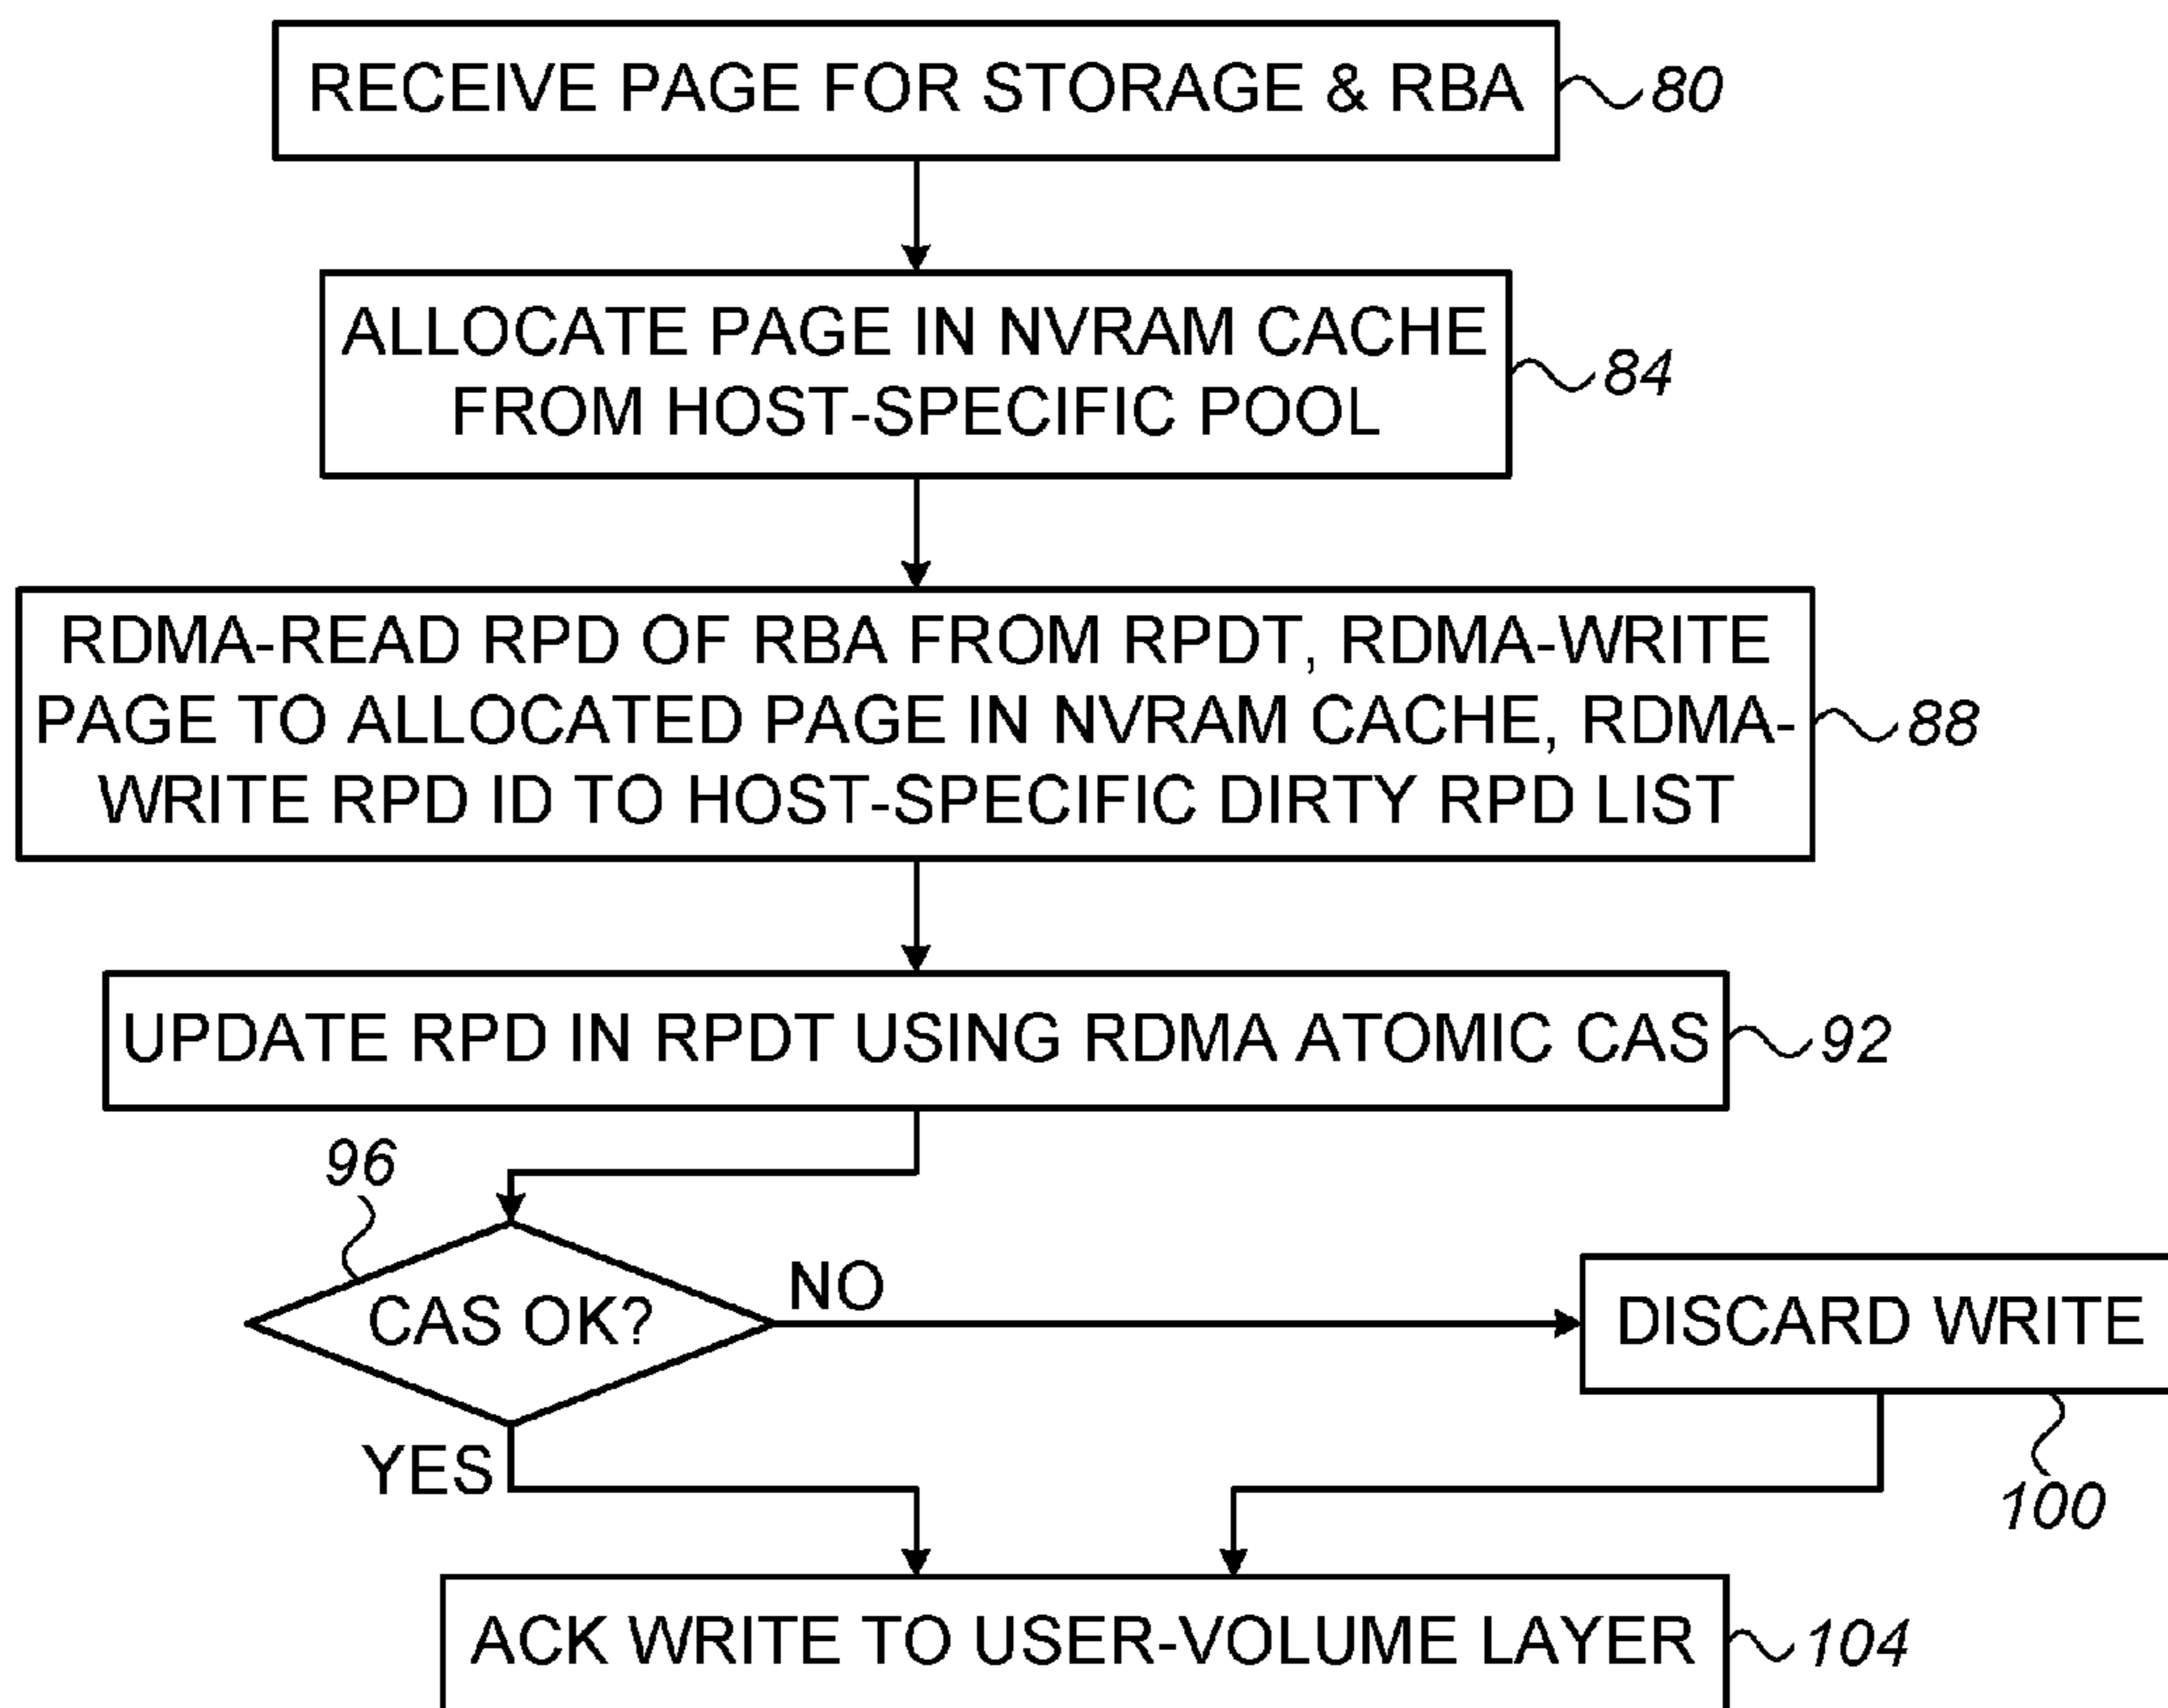 RECEIVE PAGE FOR STORAGE & RBA
80
ALLOCATE PAGE IN NVRAM CACHE
FROM HOST-SPECIFIC POOL
84
RDMA-READ RPD OF RBA FROM RPDT, RDMA-WRITE
PAGE TO ALLOCATED PAGE IN NVRAM CACHE, RDMA-
WRITE RPD ID TO HOST-SPECIFIC DIRTY RPD LIST
88
UPDATE RPD IN RPDT USING RDMA ATOMIC CAS
92
96
CAS OK?
NO
DISCARD WRITE
YES
100
ACK WRITE TO USER-VOLUME LAYER
104